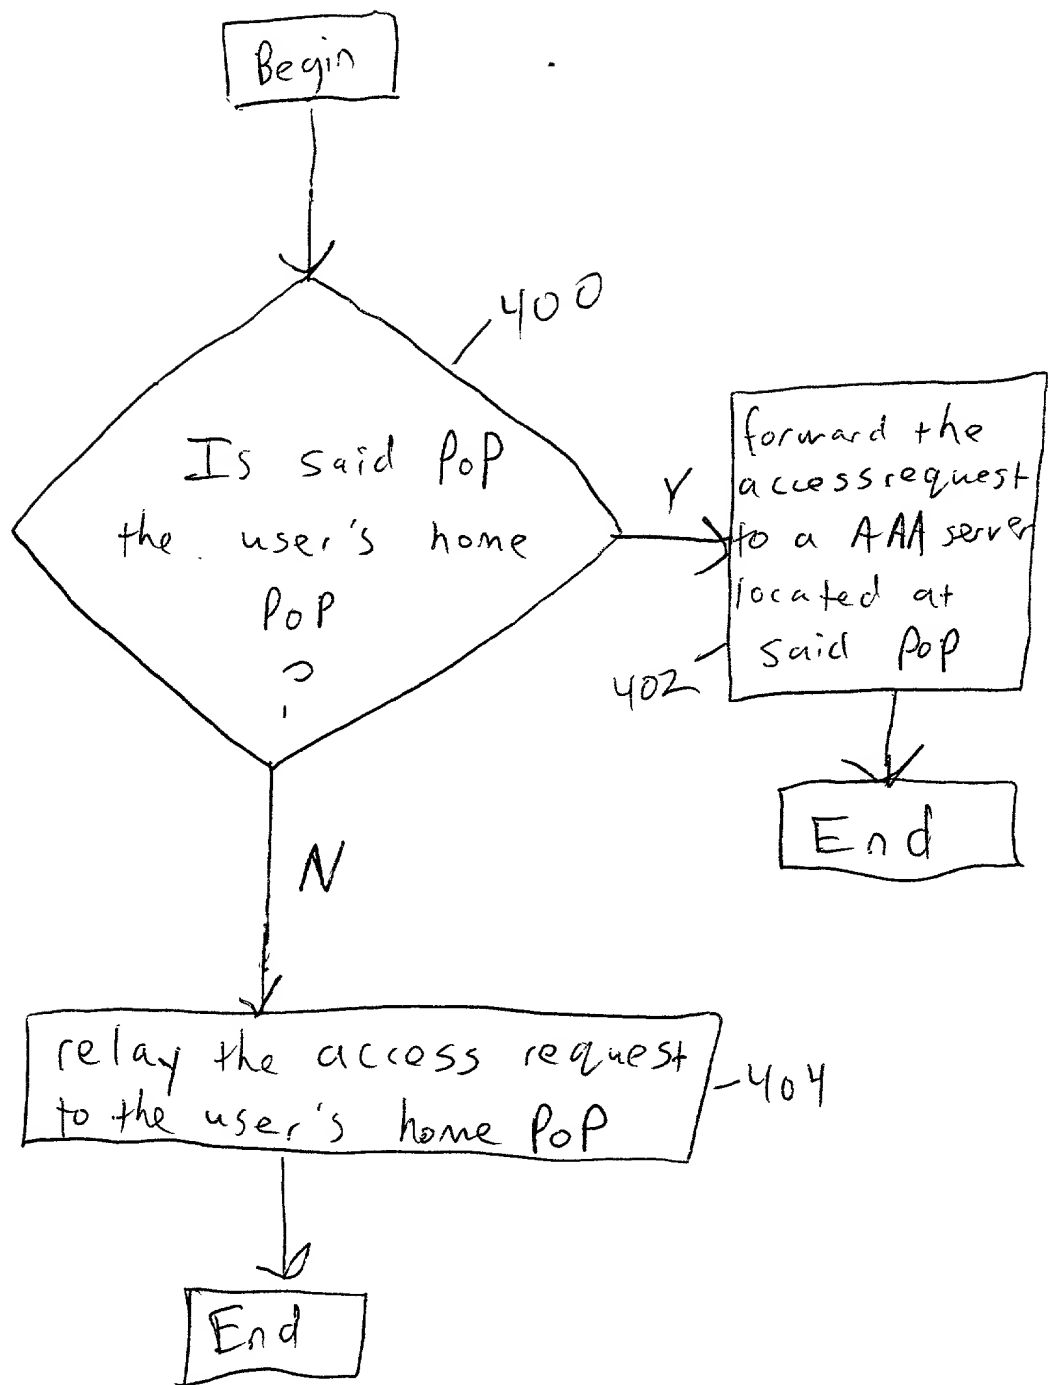 Begin
400
Is said PoP
the user's home
PoP
?
Y
forward the
access request
to a AAA server
located at
said PoP
402
End
N
relay the access request
to the user's home PoP
404
End